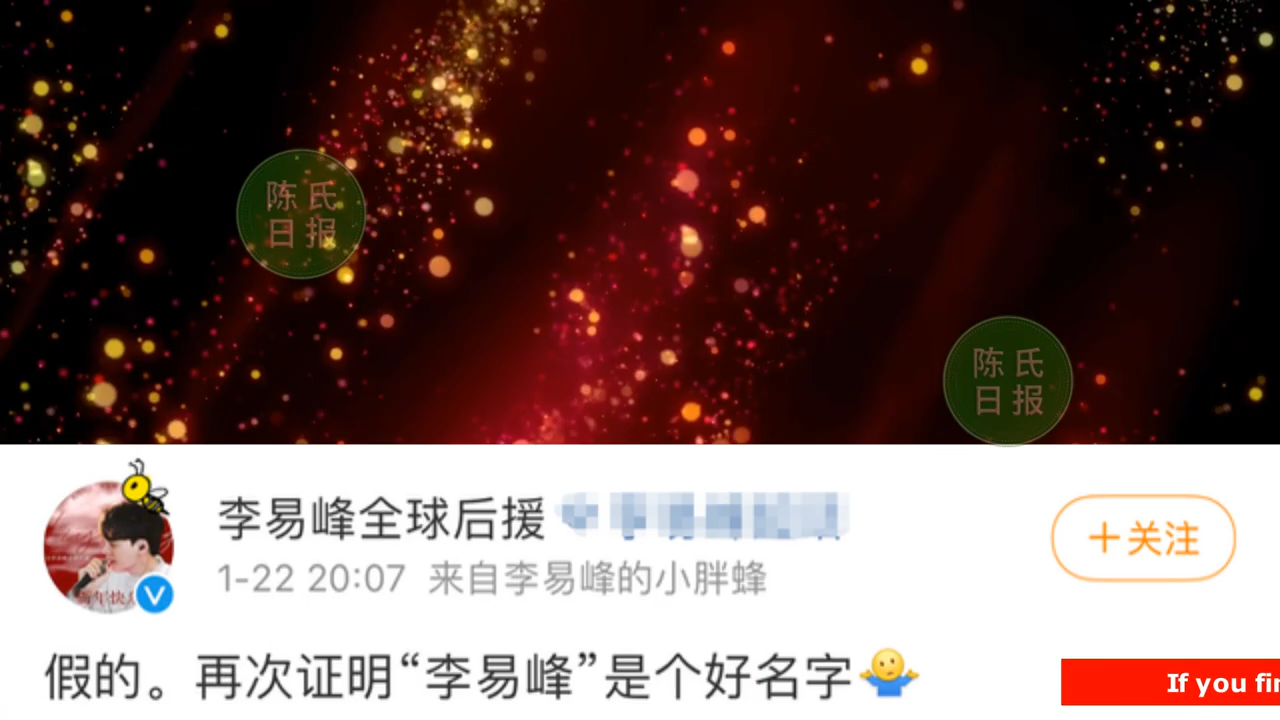 陈氏
日报
陈氏
日报
李易峰全球后援
1-22 20:07 来自李易峰的小胖蜂
+关注
假的。再次证明“李易峰”是个好名字🤷
If you fi